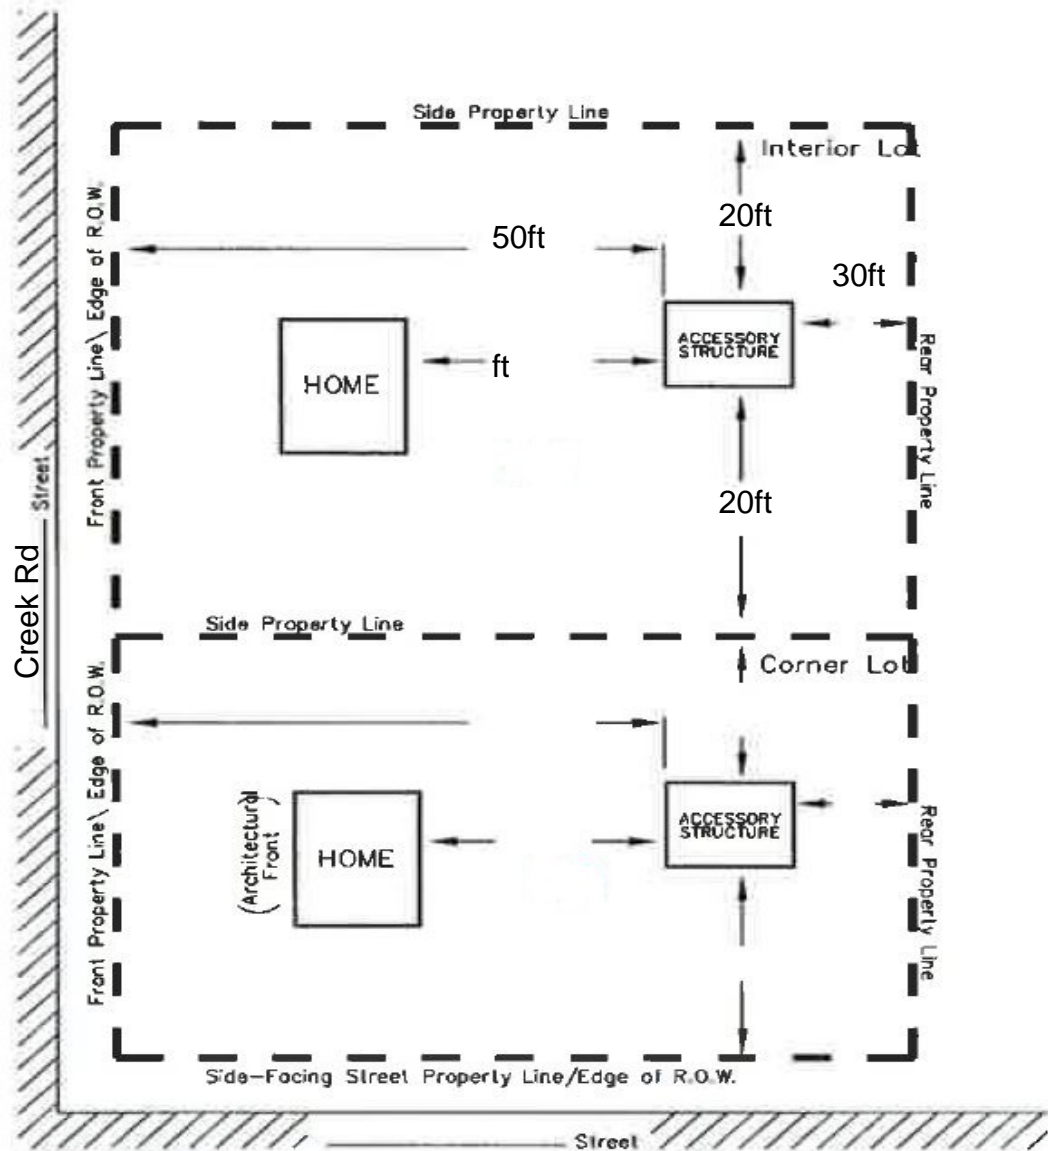 Side Property Line
Interior Lot
20ft
50ft
30ft
Front Property Line\ Edge of R.O.W.
ACCESSORY
STRUCTURE
HOME
ft
Rear Property Line
20ft
Street
Creek Rd
Side Property Line
Corner Lot
Front Property Line\ Edge of R.O.W.
(Architectural
Front)
HOME
ACCESSORY
STRUCTURE
Rear Property Line
Side-Facing Street Property Line/Edge of R.O.W.
Street